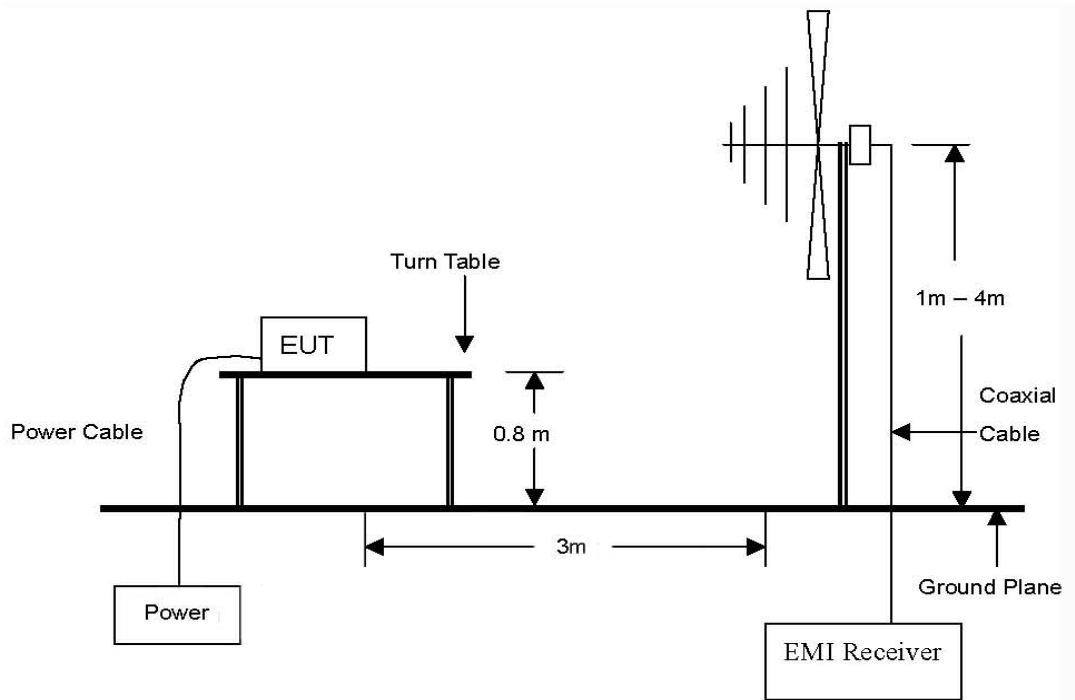 Turn Table
EUT
1m – 4m
Coaxial
Cable
Power Cable
0.8 m
3m
Ground Plane
Power
EMI Receiver